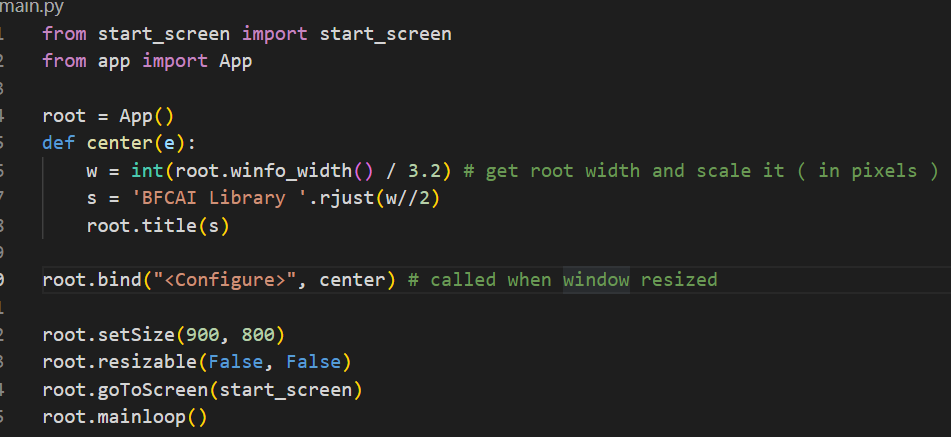 main.py
from start_screen import start_screen
from app import App
root = App()
def center(e):
w = int(root.winfo_width() / 3.2) # get root width and scale it ( in pixels )
s = 'BFCAI Library '.rjust(w//2)
root.title(s)
root.bind("<Configure>", center) # called when window resized
root.setSize(900, 800)
root.resizable(False, False)
root.goToScreen(start_screen)
root.mainloop()